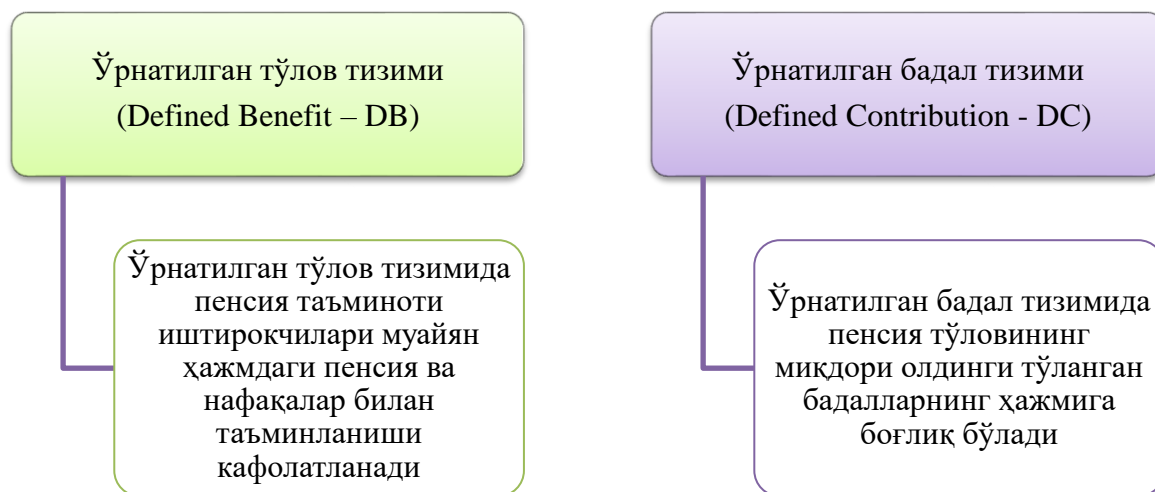 Ўрнатилган тўлов тизими
(Defined Benefit – DB)
Ўрнатилган тўлов тизимида
пенсия таъминоти
иштирокчилари муайян
ҳажмдаги пенсия ва
нафақалар билан
таъминланиши
кафолатланади
Ўрнатилган бадал тизими
(Defined Contribution - DC)
Ўрнатилган бадал тизимида
пенсия тўловининг
миқдори олдинги тўланган
бадалларнинг ҳажмига
боғлиқ бўлади